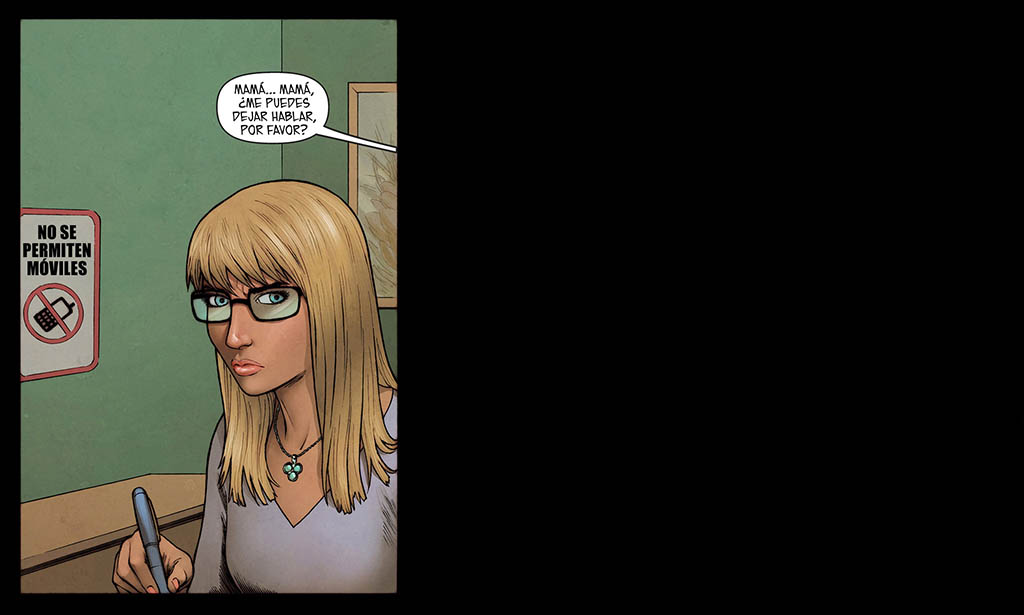 MAMÁ... MAMÁ,
¿ME PUEDES
DEJAR HABLAR,
POR FAVOR?
NO SE
PERMITEN
MÓVILES